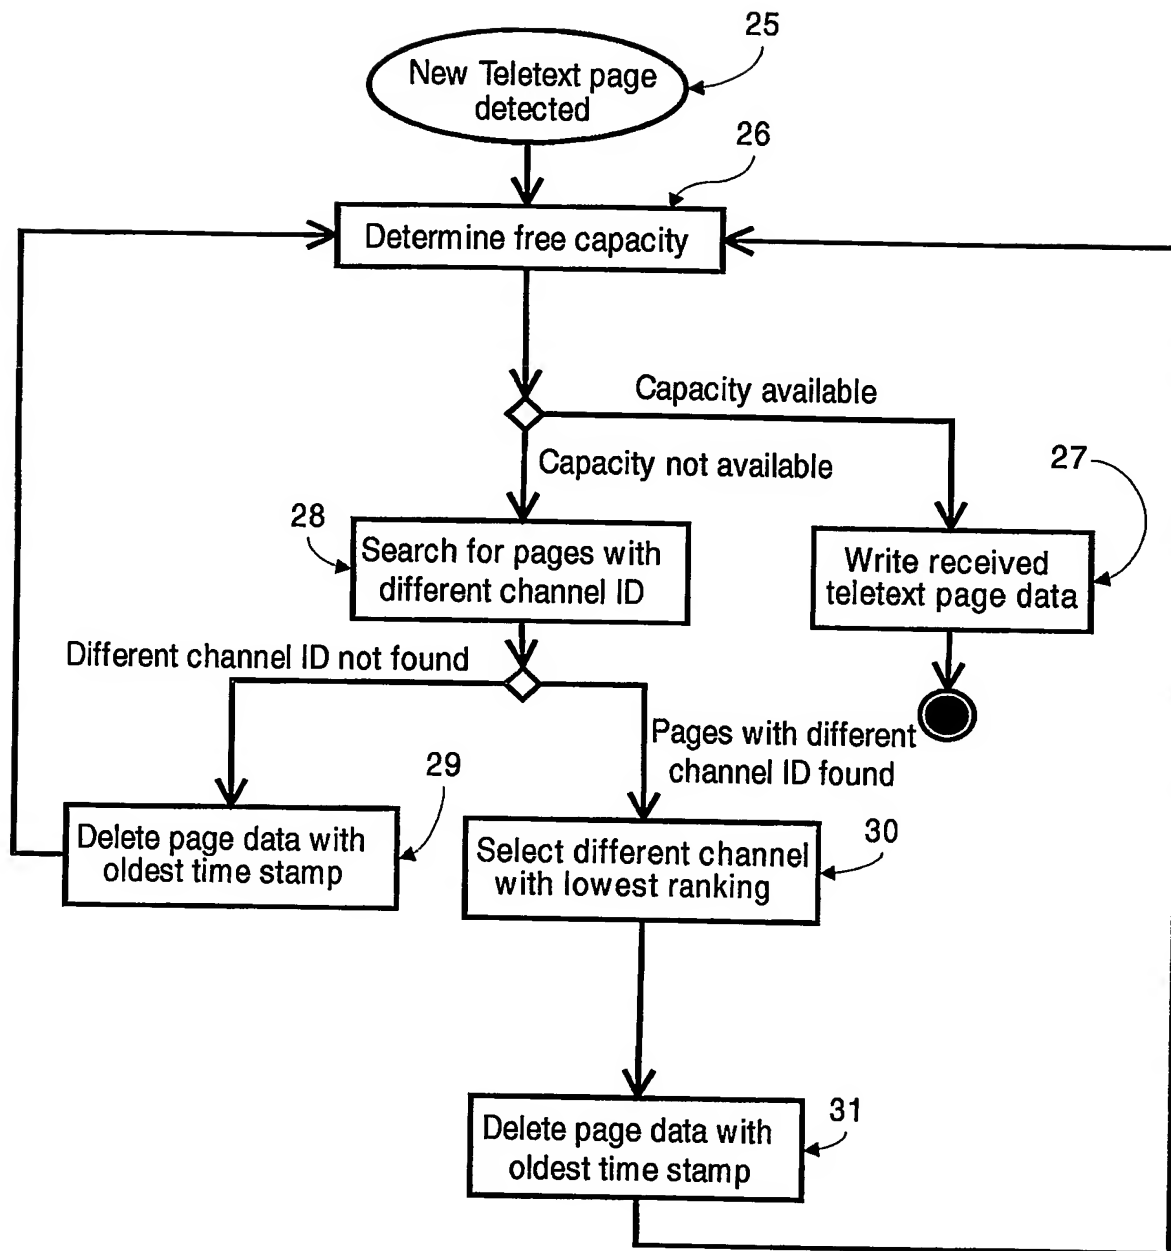 25
New Teletext page
detected
26
Determine free capacity
Capacity available
Capacity not available
27
28
Search for pages with
different channel ID
Write received
teletext page data
Different channel ID not found
Pages with different
channel ID found
29
Delete page data with
oldest time stamp
30
Select different channel
with lowest ranking
31
Delete page data with
oldest time stamp